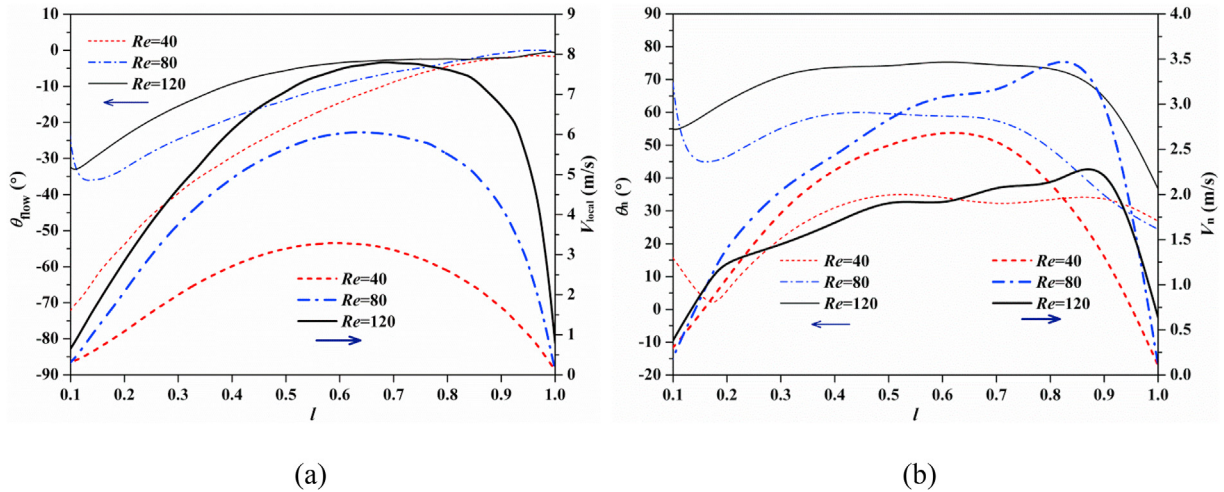 10
0
-10
-20
-30
-40
-50
-60
-70
-80
-90
θflow (°)
Re=40
Re=80
Re=120
Re=40
Re=80
Re=120
9
8
7
6
5
4
3
2
1
0
Vlocal (m/s)
0.1 0.2 0.3 0.4 0.5 0.6 0.7 0.8 0.9 1.0
l
(a)
90
80
70
60
50
40
30
20
10
0
-10
-20
θn (°)
Re=40
Re=80
Re=120
Re=40
Re=80
Re=120
4.0
3.5
3.0
2.5
2.0
1.5
1.0
0.5
0.0
Vn (m/s)
0.1 0.2 0.3 0.4 0.5 0.6 0.7 0.8 0.9 1.0
l
(b)